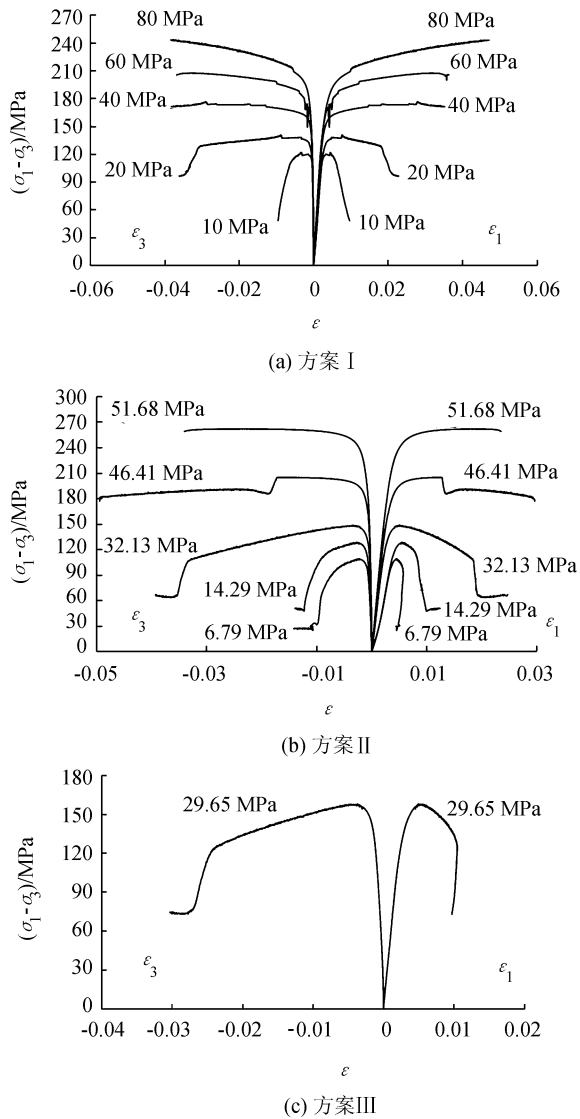 270
240
210
180
150
120
90
60
30
0
(σ1-σ3)/MPa
80 MPa
80 MPa
60 MPa
60 MPa
40 MPa
40 MPa
20 MPa
20 MPa
10 MPa
10 MPa
ε3
ε1
-0.06 -0.04 -0.02 0 0.02 0.04 0.06
ε
(a) 方案Ⅰ
300
270
240
210
180
150
120
90
60
30
0
(σ1-σ3)/MPa
51.68 MPa
51.68 MPa
46.41 MPa
46.41 MPa
32.13 MPa
32.13 MPa
14.29 MPa
14.29 MPa
6.79 MPa
6.79 MPa
ε3
ε1
-0.05 -0.03 -0.01 0.01 0.03
ε
(b) 方案Ⅱ
180
150
120
90
60
30
0
(σ1-σ3)/MPa
29.65 MPa
29.65 MPa
ε3
ε1
-0.04 -0.03 -0.02 -0.01 0 0.01 0.02
ε
(c) 方案Ⅲ